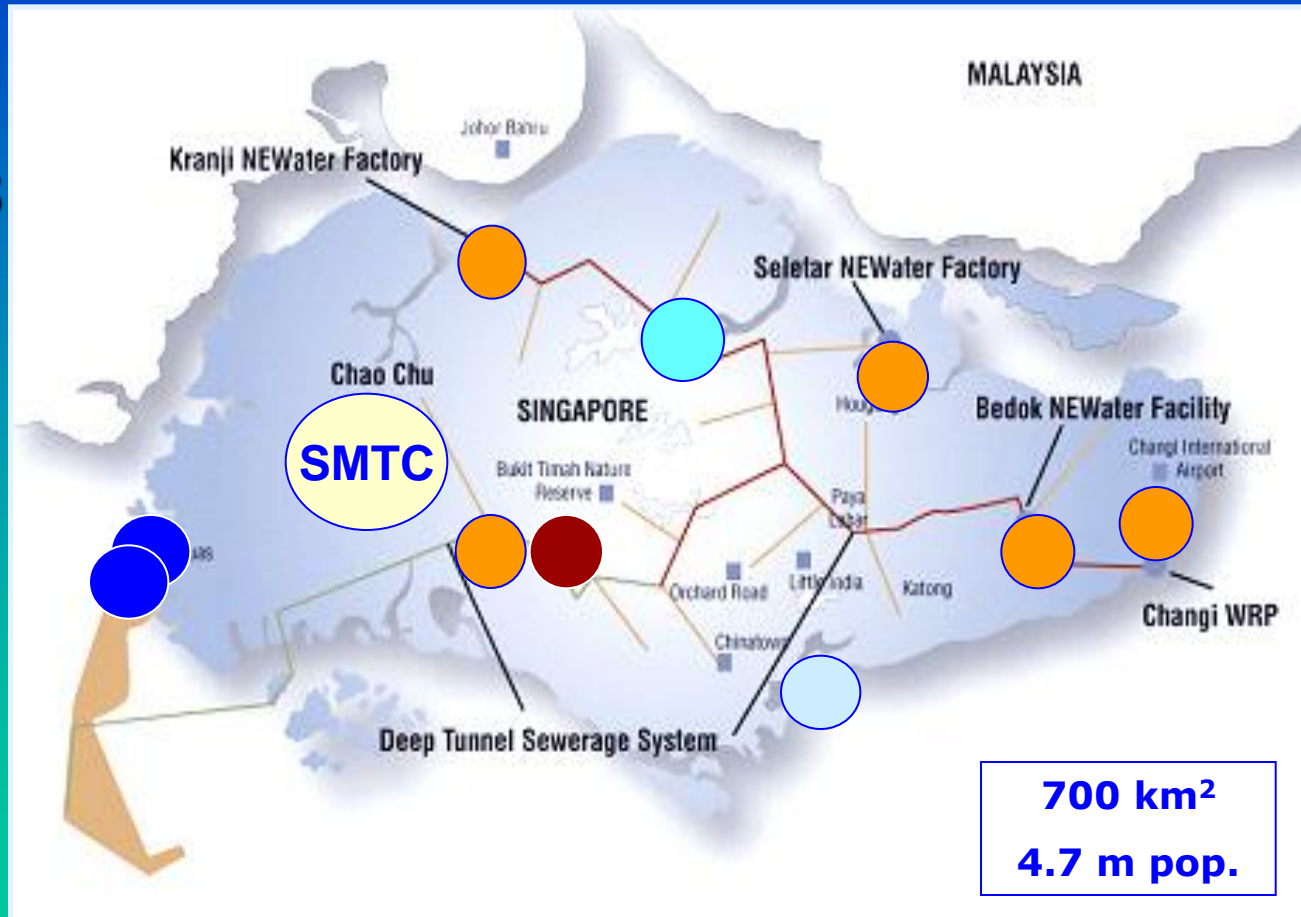 MALAYSIA
Johor Bahru
Kranji NEWater Factory
Seletar NEWater Factory
Chao Chu
SINGAPORE
Bedok NEWater Facility
Changi International
Airport
SMTC
Bukit Timah Nature
Reserve
Paya
Orchard Road
Little India
Katong
Changi WRP
Chinatown
Deep Tunnel Sewerage System
700 km²
4.7 m pop.